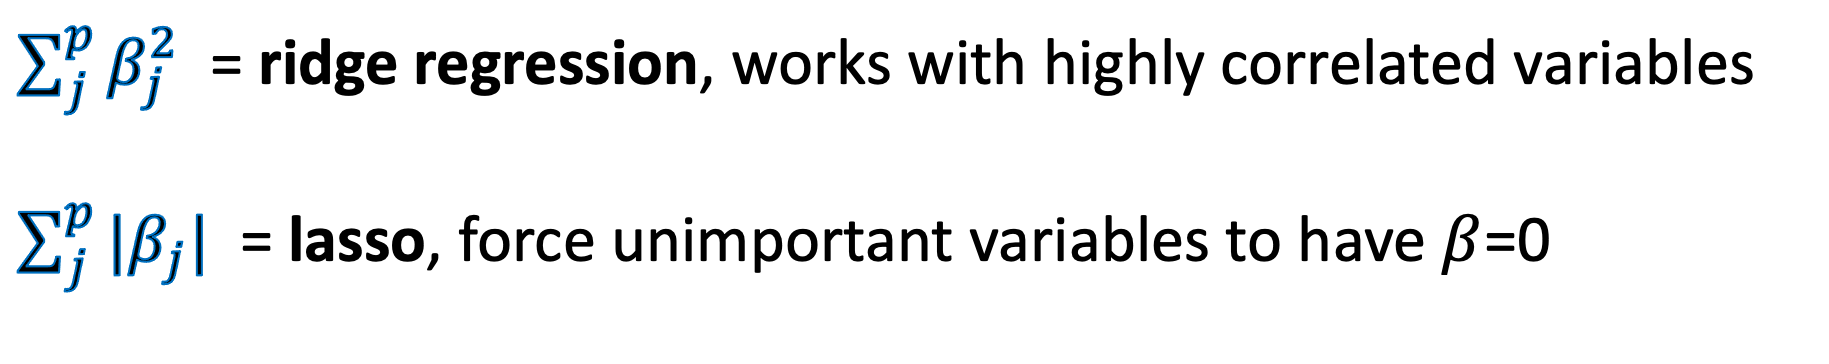 ∑ⱼᵖ βⱼ² = ridge regression, works with highly correlated variables
∑ⱼᵖ |βⱼ| = lasso, force unimportant variables to have β=0